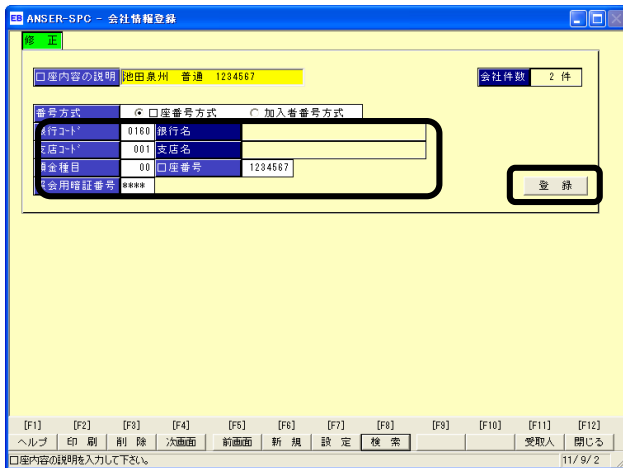 EB ANSER-SPC - 会社情報登録
修 正
口座内容の説明 池田泉州 普通 1234567 会社件数 2 件
番号方式 口座番号方式 加入者番号方式
銀行ｺｰﾄﾞ 0160 銀行名
支店ｺｰﾄﾞ 001 支店名
預金種目 00 口座番号 1234567
照会用暗証番号 ****
登 録
[F1] [F2] [F3] [F4] [F5] [F6] [F7] [F8] [F9] [F10] [F11] [F12]
ヘルプ 印 刷 削 除 次画面 前画面 新 規 設 定 検 索 受取人 閉じる
口座内容の説明を入力して下さい。 11/ 9/ 2